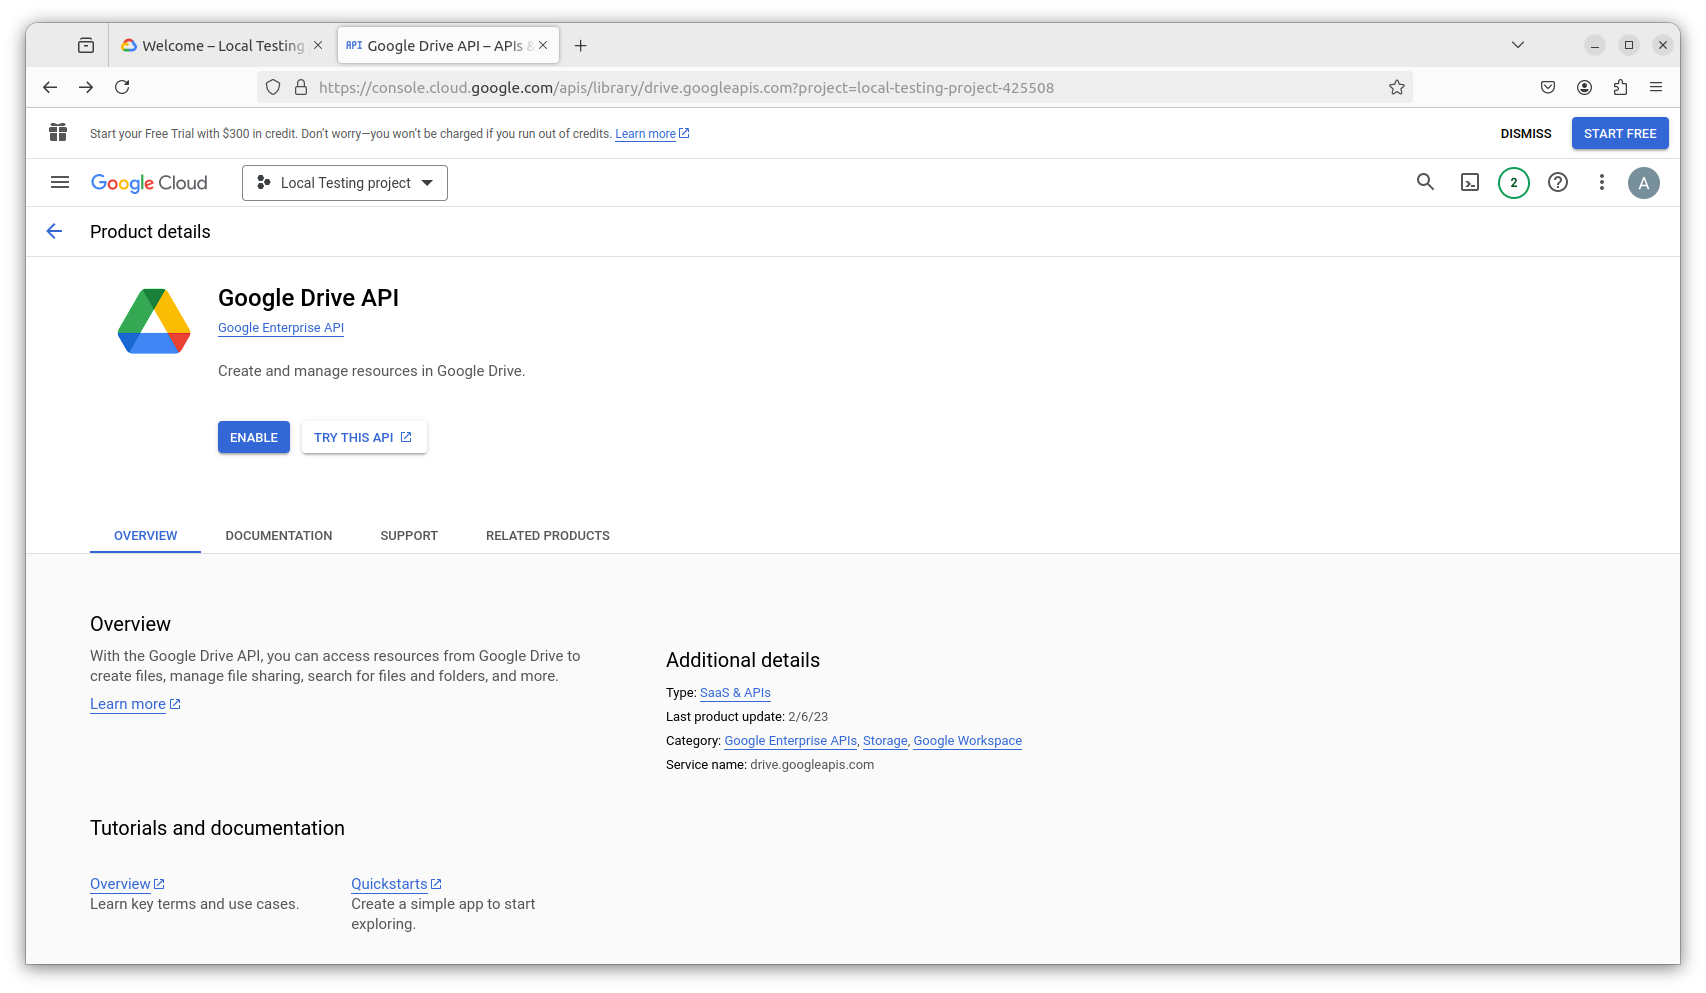 Welcome – Local Testing
API Google Drive API – APIs &
https://console.cloud.google.com/apis/library/drive.googleapis.com?project=local-testing-project-425508
Start your Free Trial with $300 in credit. Don't worry—you won't be charged if you run out of credits. Learn more
DISMISS
START FREE
Google Cloud
Local Testing project
2
A
Product details
Google Drive API
Google Enterprise API
Create and manage resources in Google Drive.
ENABLE
TRY THIS API
OVERVIEW
DOCUMENTATION
SUPPORT
RELATED PRODUCTS
Overview
With the Google Drive API, you can access resources from Google Drive to
create files, manage file sharing, search for files and folders, and more.
Learn more
Additional details
Type: SaaS & APIs
Last product update: 2/6/23
Category: Google Enterprise APIs, Storage, Google Workspace
Service name: drive.googleapis.com
Tutorials and documentation
Overview
Learn key terms and use cases.
Quickstarts
Create a simple app to start
exploring.